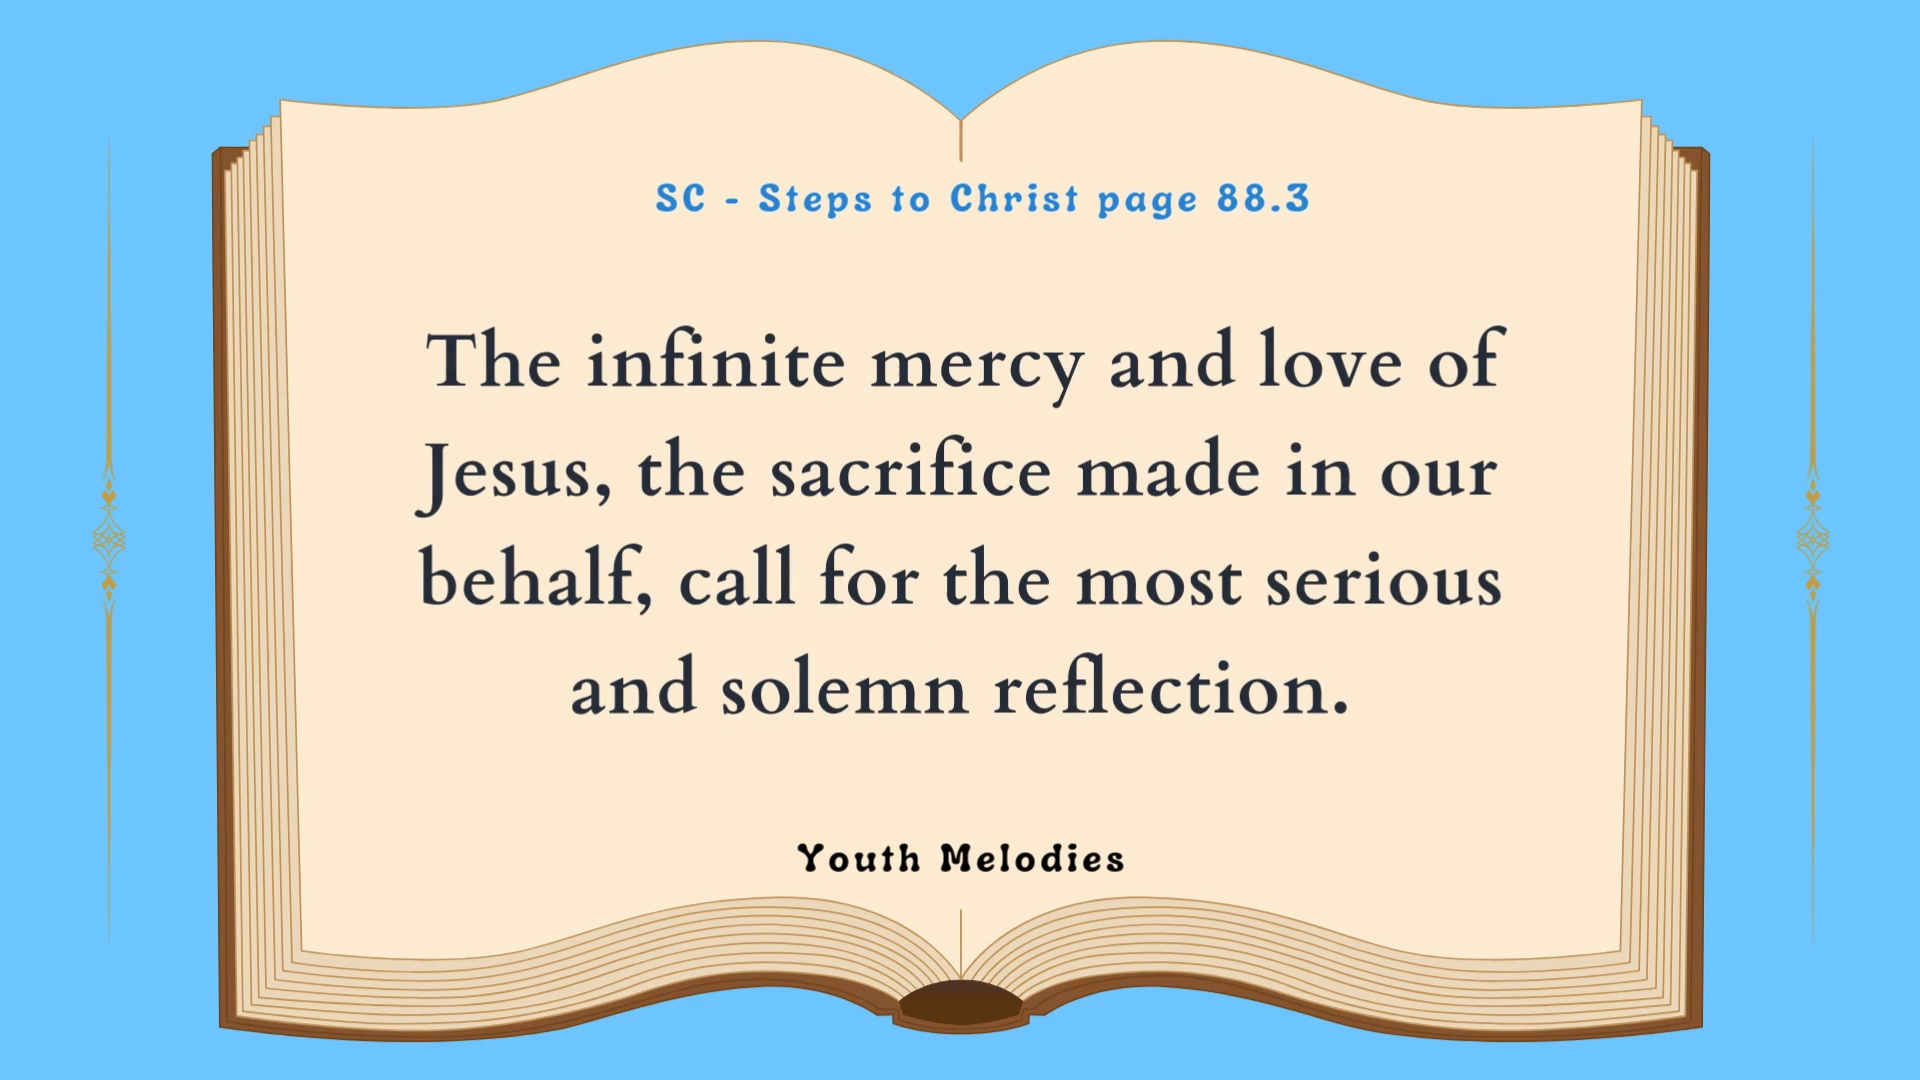 SC - Steps to Christ page 88.3
The infinite mercy and love of
Jesus, the sacrifice made in our
behalf, call for the most serious
and solemn reflection.
Youth Melodies